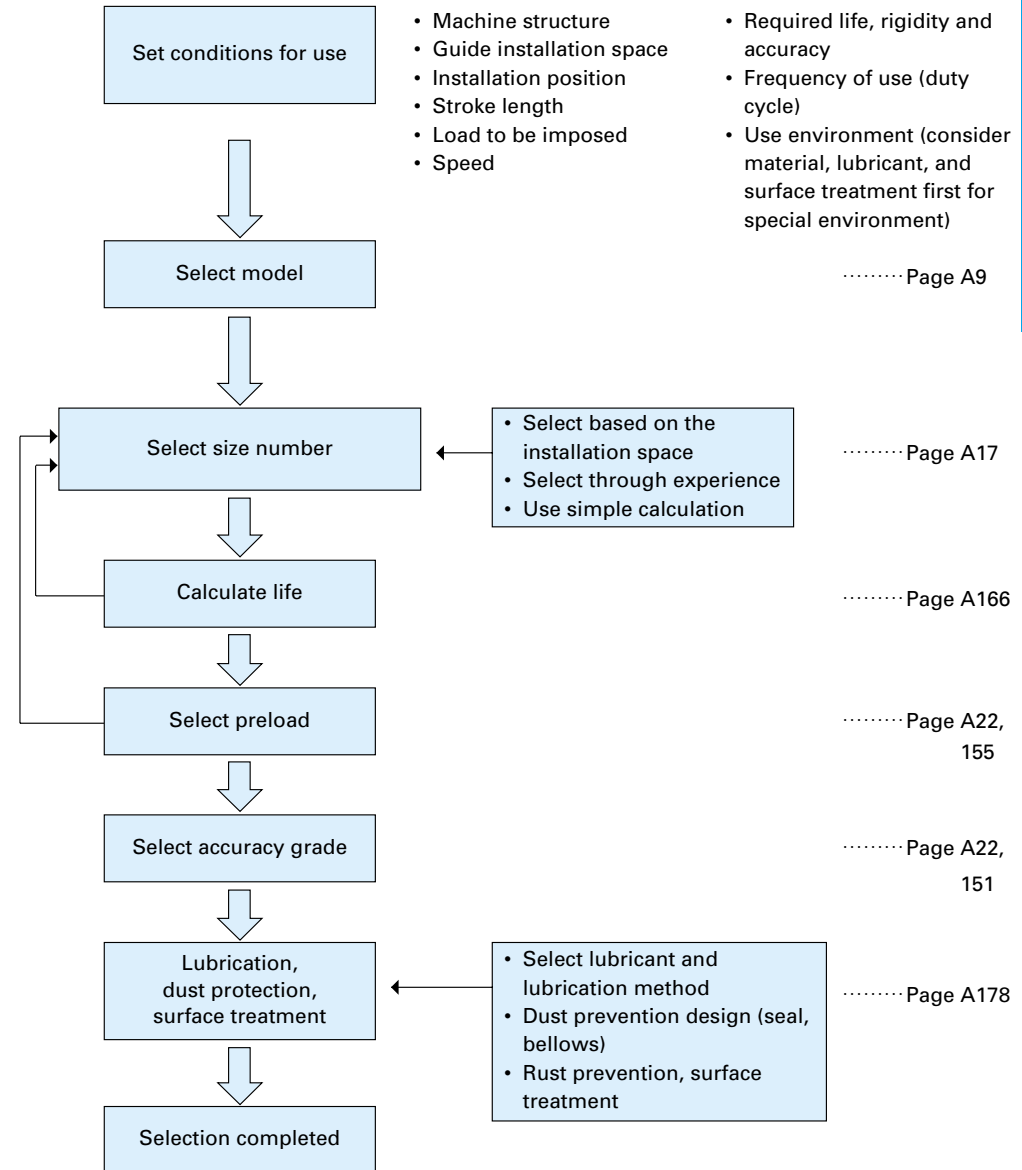 Set conditions for use
• Machine structure
• Guide installation space
• Installation position
• Stroke length
• Load to be imposed
• Speed
• Required life, rigidity and
accuracy
• Frequency of use (duty
cycle)
• Use environment (consider
material, lubricant, and
surface treatment first for
special environment)
Select model
·········Page A9
Select size number
• Select based on the
installation space
• Select through experience
• Use simple calculation
·········Page A17
Calculate life
·········Page A166
Select preload
·········Page A22,
155
Select accuracy grade
·········Page A22,
151
Lubrication,
dust protection,
surface treatment
• Select lubricant and
lubrication method
• Dust prevention design (seal,
bellows)
• Rust prevention, surface
treatment
·········Page A178
Selection completed